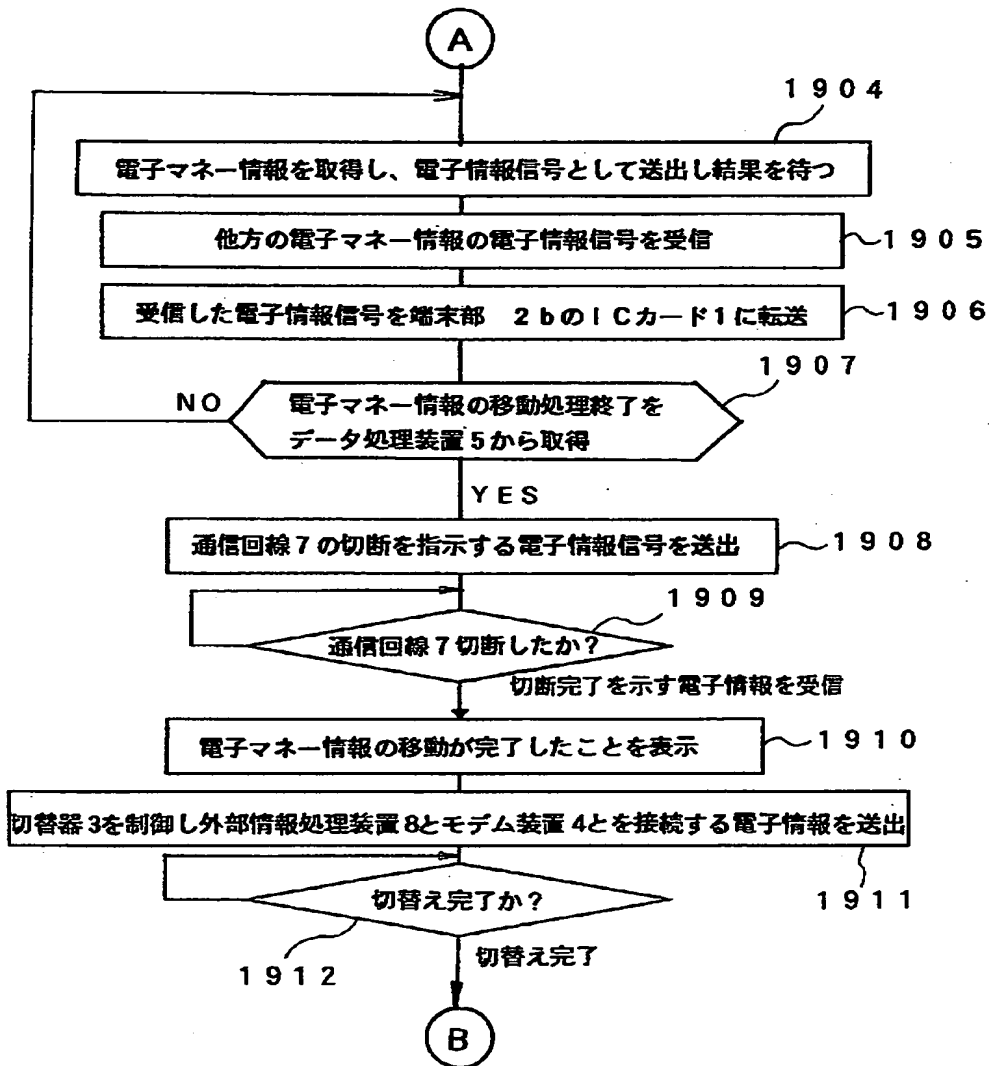 A
1904
電子マネー情報を取得し、電子情報信号として送出し結果を待つ
他方の電子マネー情報の電子情報信号を受信
1905
受信した電子情報信号を端末部 2bのICカード1に転送
1906
1907
NO
電子マネー情報の移動処理終了を
データ処理装置5から取得
YES
通信回線7の切断を指示する電子情報信号を送出
1908
1909
通信回線7切断したか?
切断完了を示す電子情報を受信
電子マネー情報の移動が完了したことを表示
1910
切替器3を制御し外部情報処理装置8とモデム装置4とを接続する電子情報を送出
1911
切替え完了か?
1912
切替え完了
B